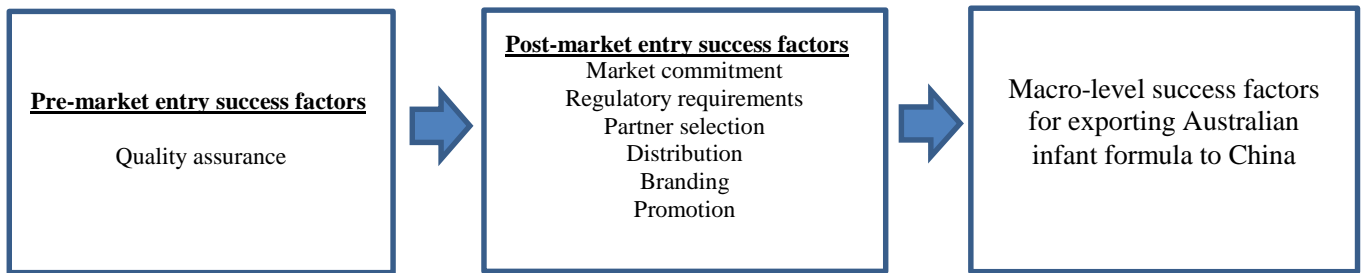 Pre-market entry success factors
Quality assurance
Post-market entry success factors
Market commitment
Regulatory requirements
Partner selection
Distribution
Branding
Promotion
Macro-level success factors
for exporting Australian
infant formula to China